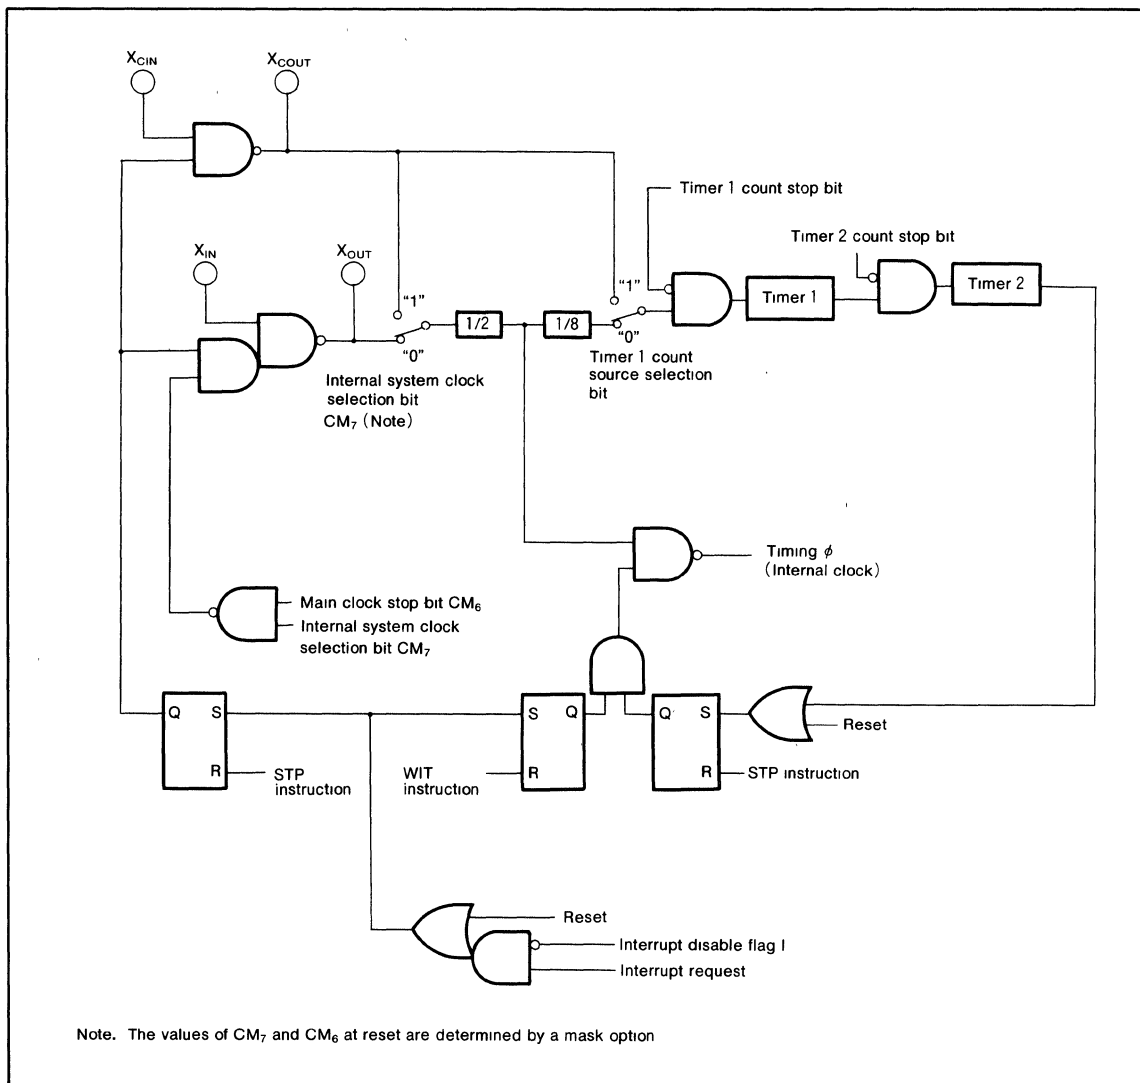 XCIN
XCOUT
Timer 1 count stop bit
Timer 2 count stop bit
XIN
XOUT
"1"
"1"
Timer 1
Timer 2
1/2
1/8
"0"
"0"
Internal system clock
selection bit
CM7 (Note)
Timer 1 count
source selection
bit
Timing ϕ
(Internal clock)
Main clock stop bit CM6
Internal system clock
selection bit CM7
Q
S
R
STP
instruction
S
Q
R
WIT
instruction
Q
S
R
Reset
STP instruction
Reset
Interrupt disable flag I
Interrupt request
Note. The values of CM7 and CM6 at reset are determined by a mask option